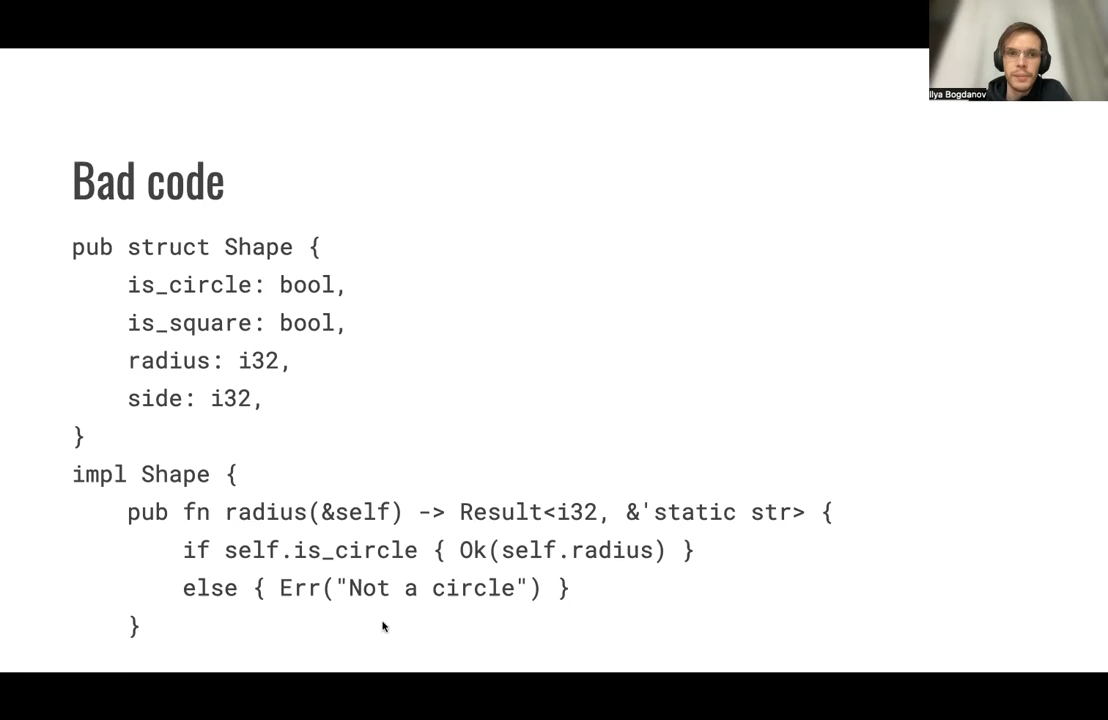 Ilya Bogdanov
Bad code
pub struct Shape {
    is_circle: bool,
    is_square: bool,
    radius: i32,
    side: i32,
}
impl Shape {
    pub fn radius(&self) -> Result<i32, &'static str> {
        if self.is_circle { Ok(self.radius) }
        else { Err("Not a circle") }
    }